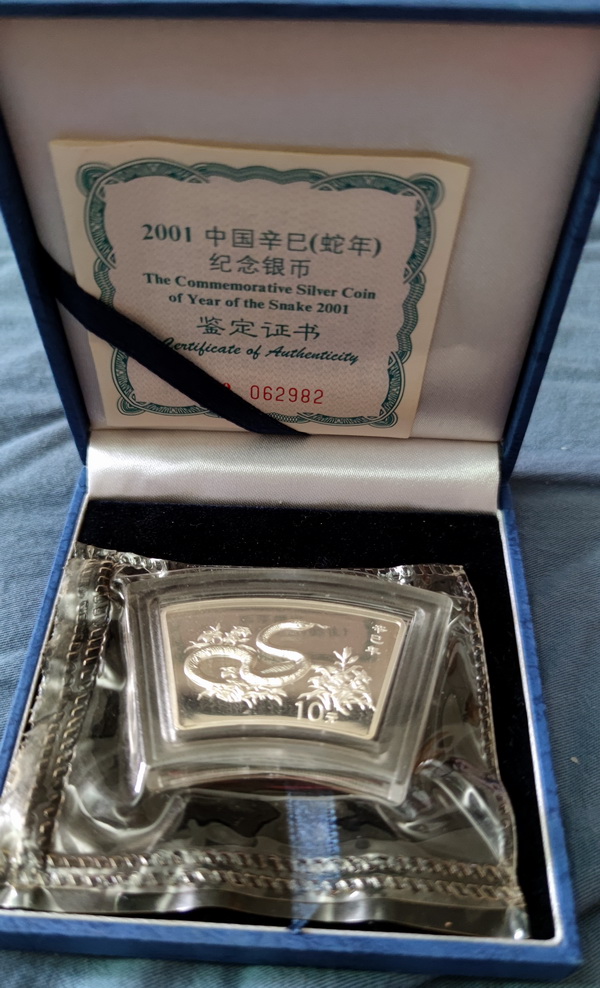 2001 中国辛巳(蛇年)
纪念银币
The Commemorative Silver Coin
of Year of the Snake 2001
鉴定证书
Certificate of Authenticity
062982
辛巳年
10元